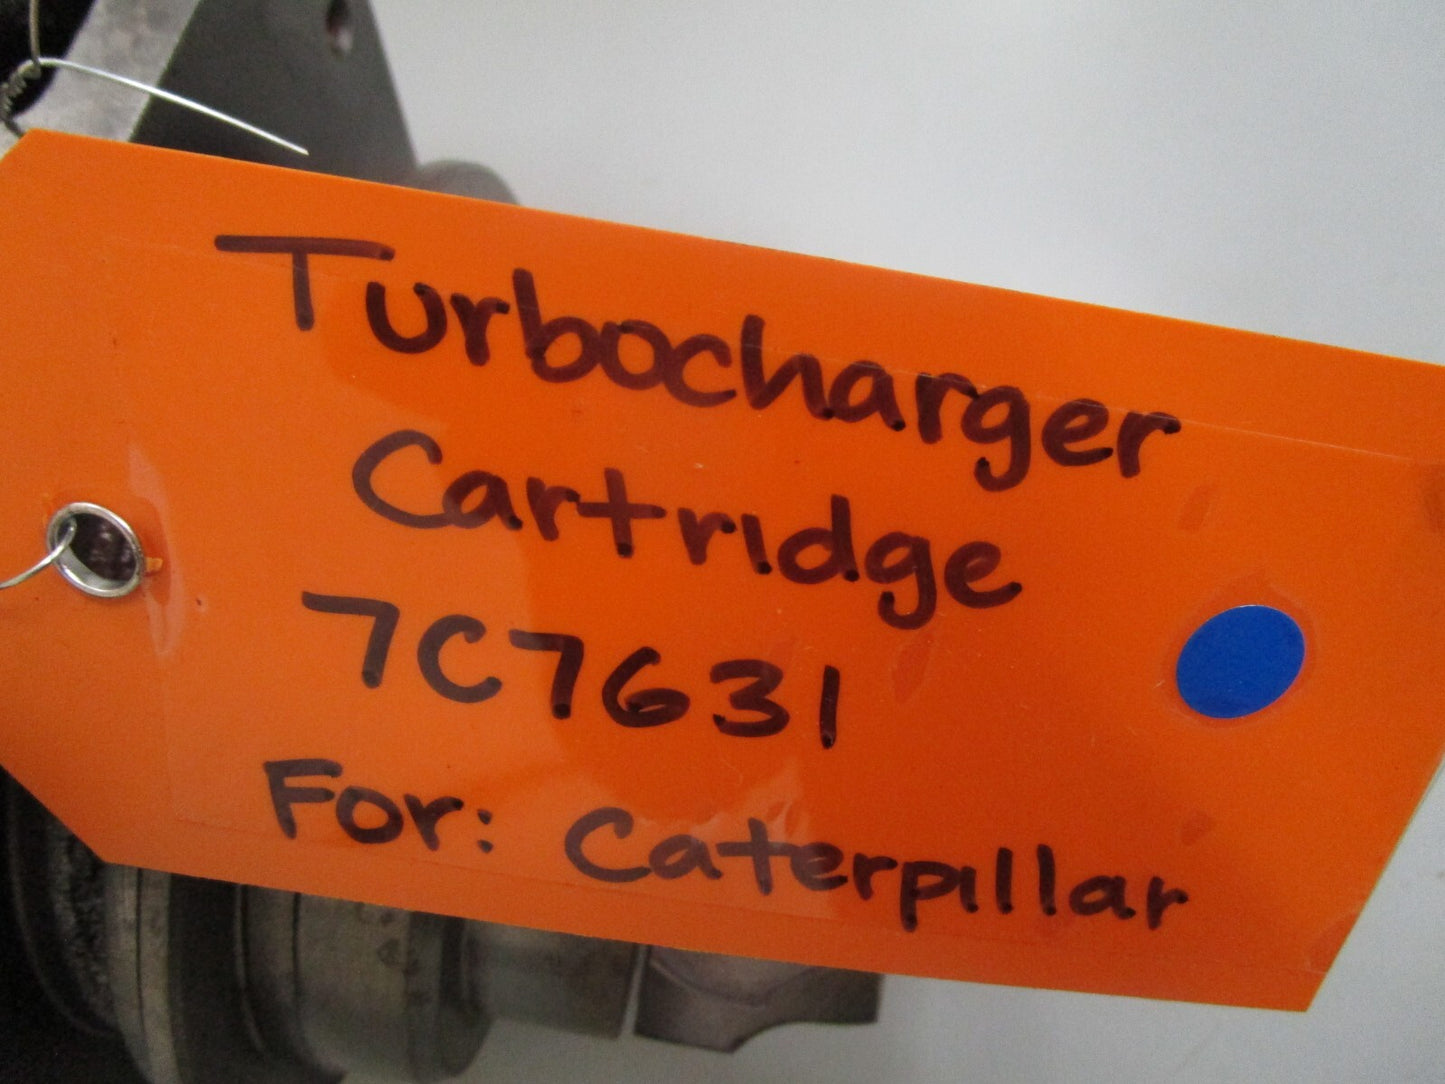 Turbocharger
Cartridge
7C7631
For: Caterpillar